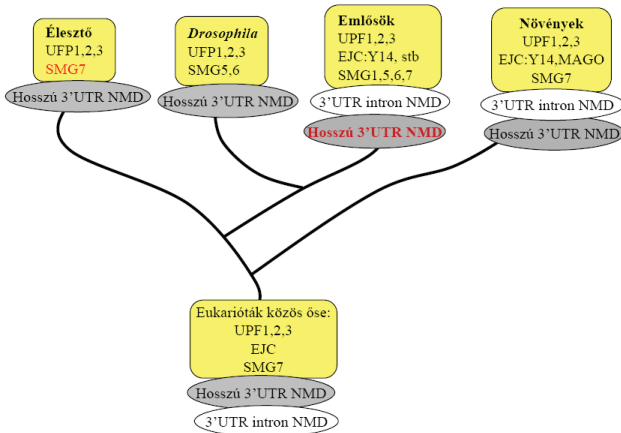 Élesztő
UFP1,2,3
SMG7
Hosszú 3'UTR NMD
Drosophila
UFP1,2,3
SMG5,6
Hosszú 3'UTR NMD
Emlősök
UPF1,2,3
EJC:Y14, stb
SMG1,5,6,7
3'UTR intron NMD
Hosszú 3'UTR NMD
Növények
UPF1,2,3
EJC:Y14,MAGO
SMG7
3'UTR intron NMD
Hosszú 3'UTR NMD
Eukarióták közös őse:
UPF1,2,3
EJC
SMG7
Hosszú 3'UTR NMD
3'UTR intron NMD